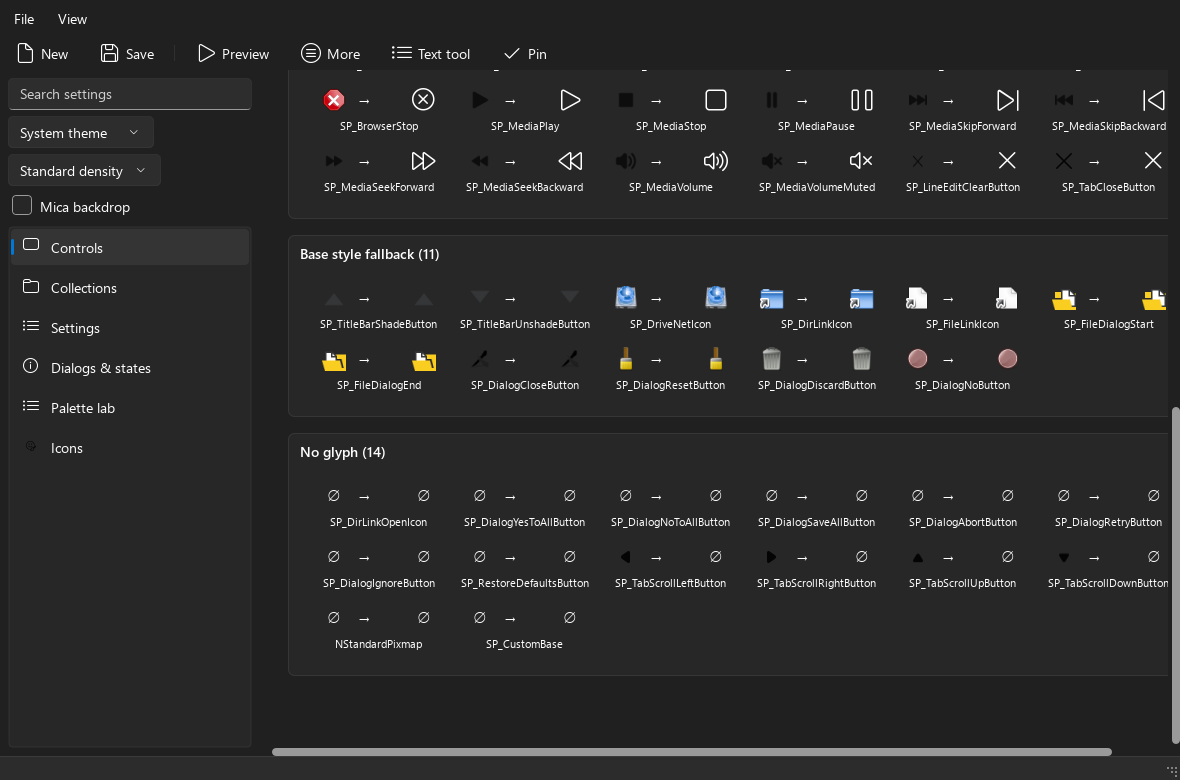 File View
New Save Preview More Text tool Pin
Search settings
System theme
Standard density
Mica backdrop
Controls
Collections
Settings
Dialogs & states
Palette lab
Icons
→ → → → → →
SP_BrowserStop SP_MediaPlay SP_MediaStop SP_MediaPause SP_MediaSkipForward SP_MediaSkipBackward
→ → → → → →
SP_MediaSeekForward SP_MediaSeekBackward SP_MediaVolume SP_MediaVolumeMuted SP_LineEditClearButton SP_TabCloseButton
Base style fallback (11)
→ → → → → →
SP_TitleBarShadeButton SP_TitleBarUnshadeButton SP_DriveNetIcon SP_DirLinkIcon SP_FileLinkIcon SP_FileDialogStart
→ → → → →
SP_FileDialogEnd SP_DialogCloseButton SP_DialogResetButton SP_DialogDiscardButton SP_DialogNoButton
No glyph (14)
∅ → ∅ ∅ → ∅ ∅ → ∅ ∅ → ∅ ∅ → ∅ ∅ → ∅
SP_DirLinkOpenIcon SP_DialogYesToAllButton SP_DialogNoToAllButton SP_DialogSaveAllButton SP_DialogAbortButton SP_DialogRetryButton
∅ → ∅ ∅ → ∅ → ∅ → ∅ → ∅ → ∅
SP_DialogIgnoreButton SP_RestoreDefaultsButton SP_TabScrollLeftButton SP_TabScrollRightButton SP_TabScrollUpButton SP_TabScrollDownButton
∅ → ∅ ∅ → ∅
NStandardPixmap SP_CustomBase